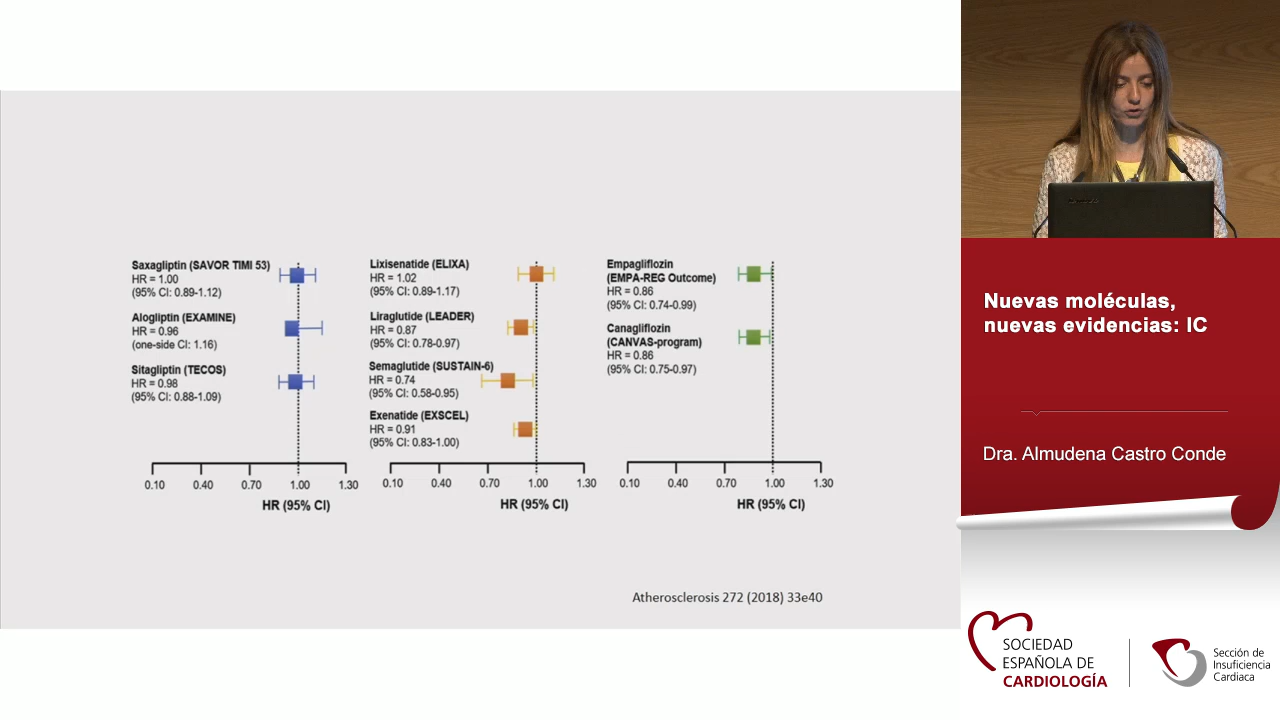 Saxagliptin (SAVOR TIMI 53)
HR = 1.00
(95% CI: 0.89-1.12)
Alogliptin (EXAMINE)
HR = 0.96
(one-side CI: 1.16)
Sitagliptin (TECOS)
HR = 0.98
(95% CI: 0.88-1.09)
0.10 0.40 0.70 1.00 1.30
HR (95% CI)
Lixisenatide (ELIXA)
HR = 1.02
(95% CI: 0.89-1.17)
Liraglutide (LEADER)
HR = 0.87
(95% CI: 0.78-0.97)
Semaglutide (SUSTAIN-6)
HR = 0.74
(95% CI: 0.58-0.95)
Exenatide (EXSCEL)
HR = 0.91
(95% CI: 0.83-1.00)
0.10 0.40 0.70 1.00 1.30
HR (95% CI)
Empagliflozin
(EMPA-REG Outcome)
HR = 0.86
(95% CI: 0.74-0.99)
Canagliflozin
(CANVAS-program)
HR = 0.86
(95% CI: 0.75-0.97)
0.10 0.40 0.70 1.00 1.30
HR (95% CI)
Atherosclerosis 272 (2018) 33e40
Nuevas moléculas,
nuevas evidencias: IC
Dra. Almudena Castro Conde
SOCIEDAD
ESPAÑOLA DE
CARDIOLOGÍA
Sección de
Insuficiencia
Cardiaca